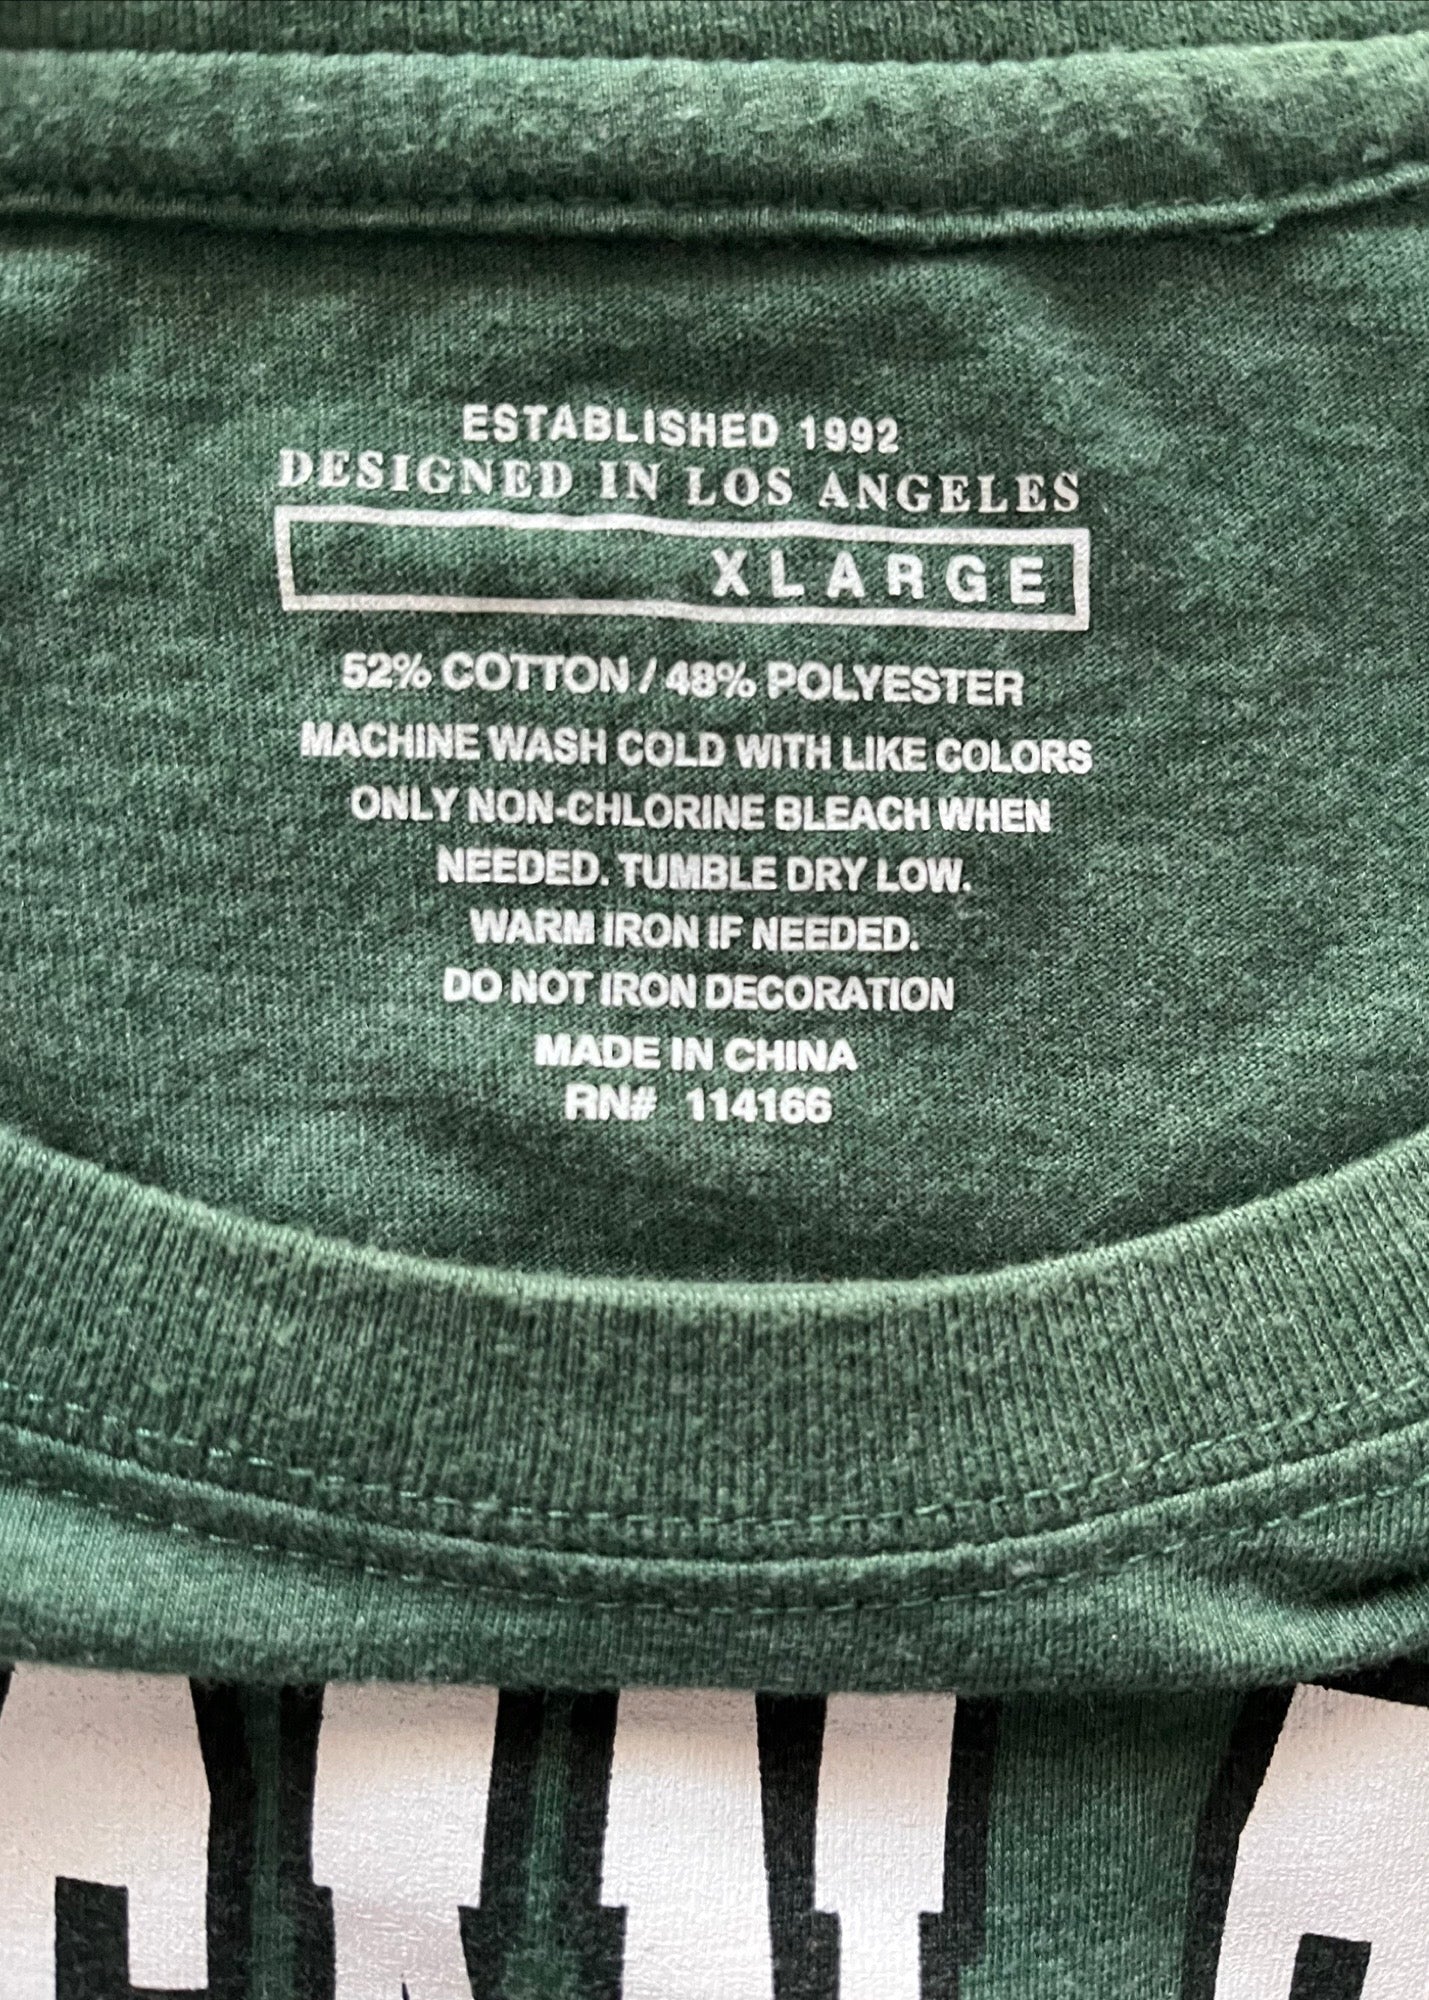 ESTABLISHED 1992
DESIGNED IN LOS ANGELES
XLARGE
52% COTTON / 48% POLYESTER
MACHINE WASH COLD WITH LIKE COLORS
ONLY NON-CHLORINE BLEACH WHEN
NEEDED. TUMBLE DRY LOW.
WARM IRON IF NEEDED.
DO NOT IRON DECORATION
MADE IN CHINA
RN# 114166